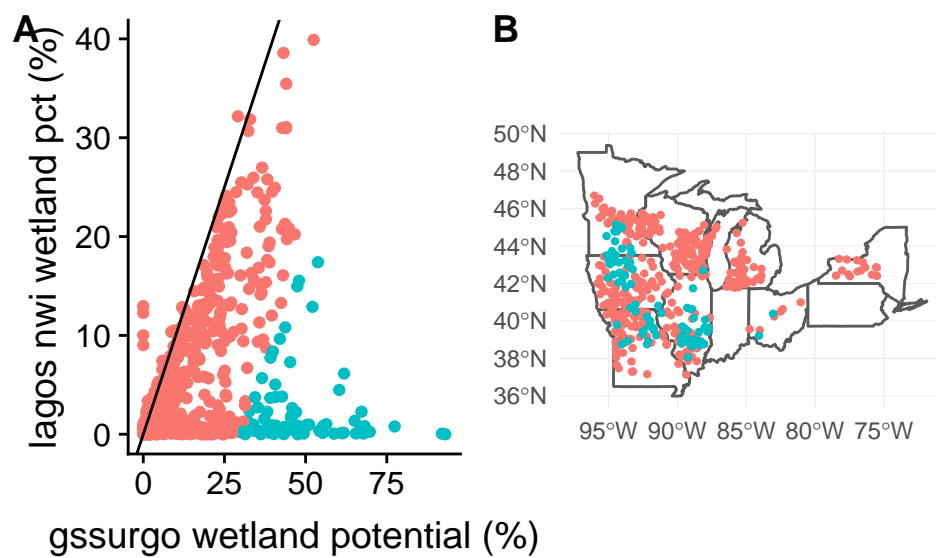 A
lagos nwi wetland pct (%)
40
30
20
10
0
0 25 50 75
gssurgo wetland potential (%)
B
50°N
48°N
46°N
44°N
42°N
40°N
38°N
36°N
95°W 90°W 85°W 80°W 75°W